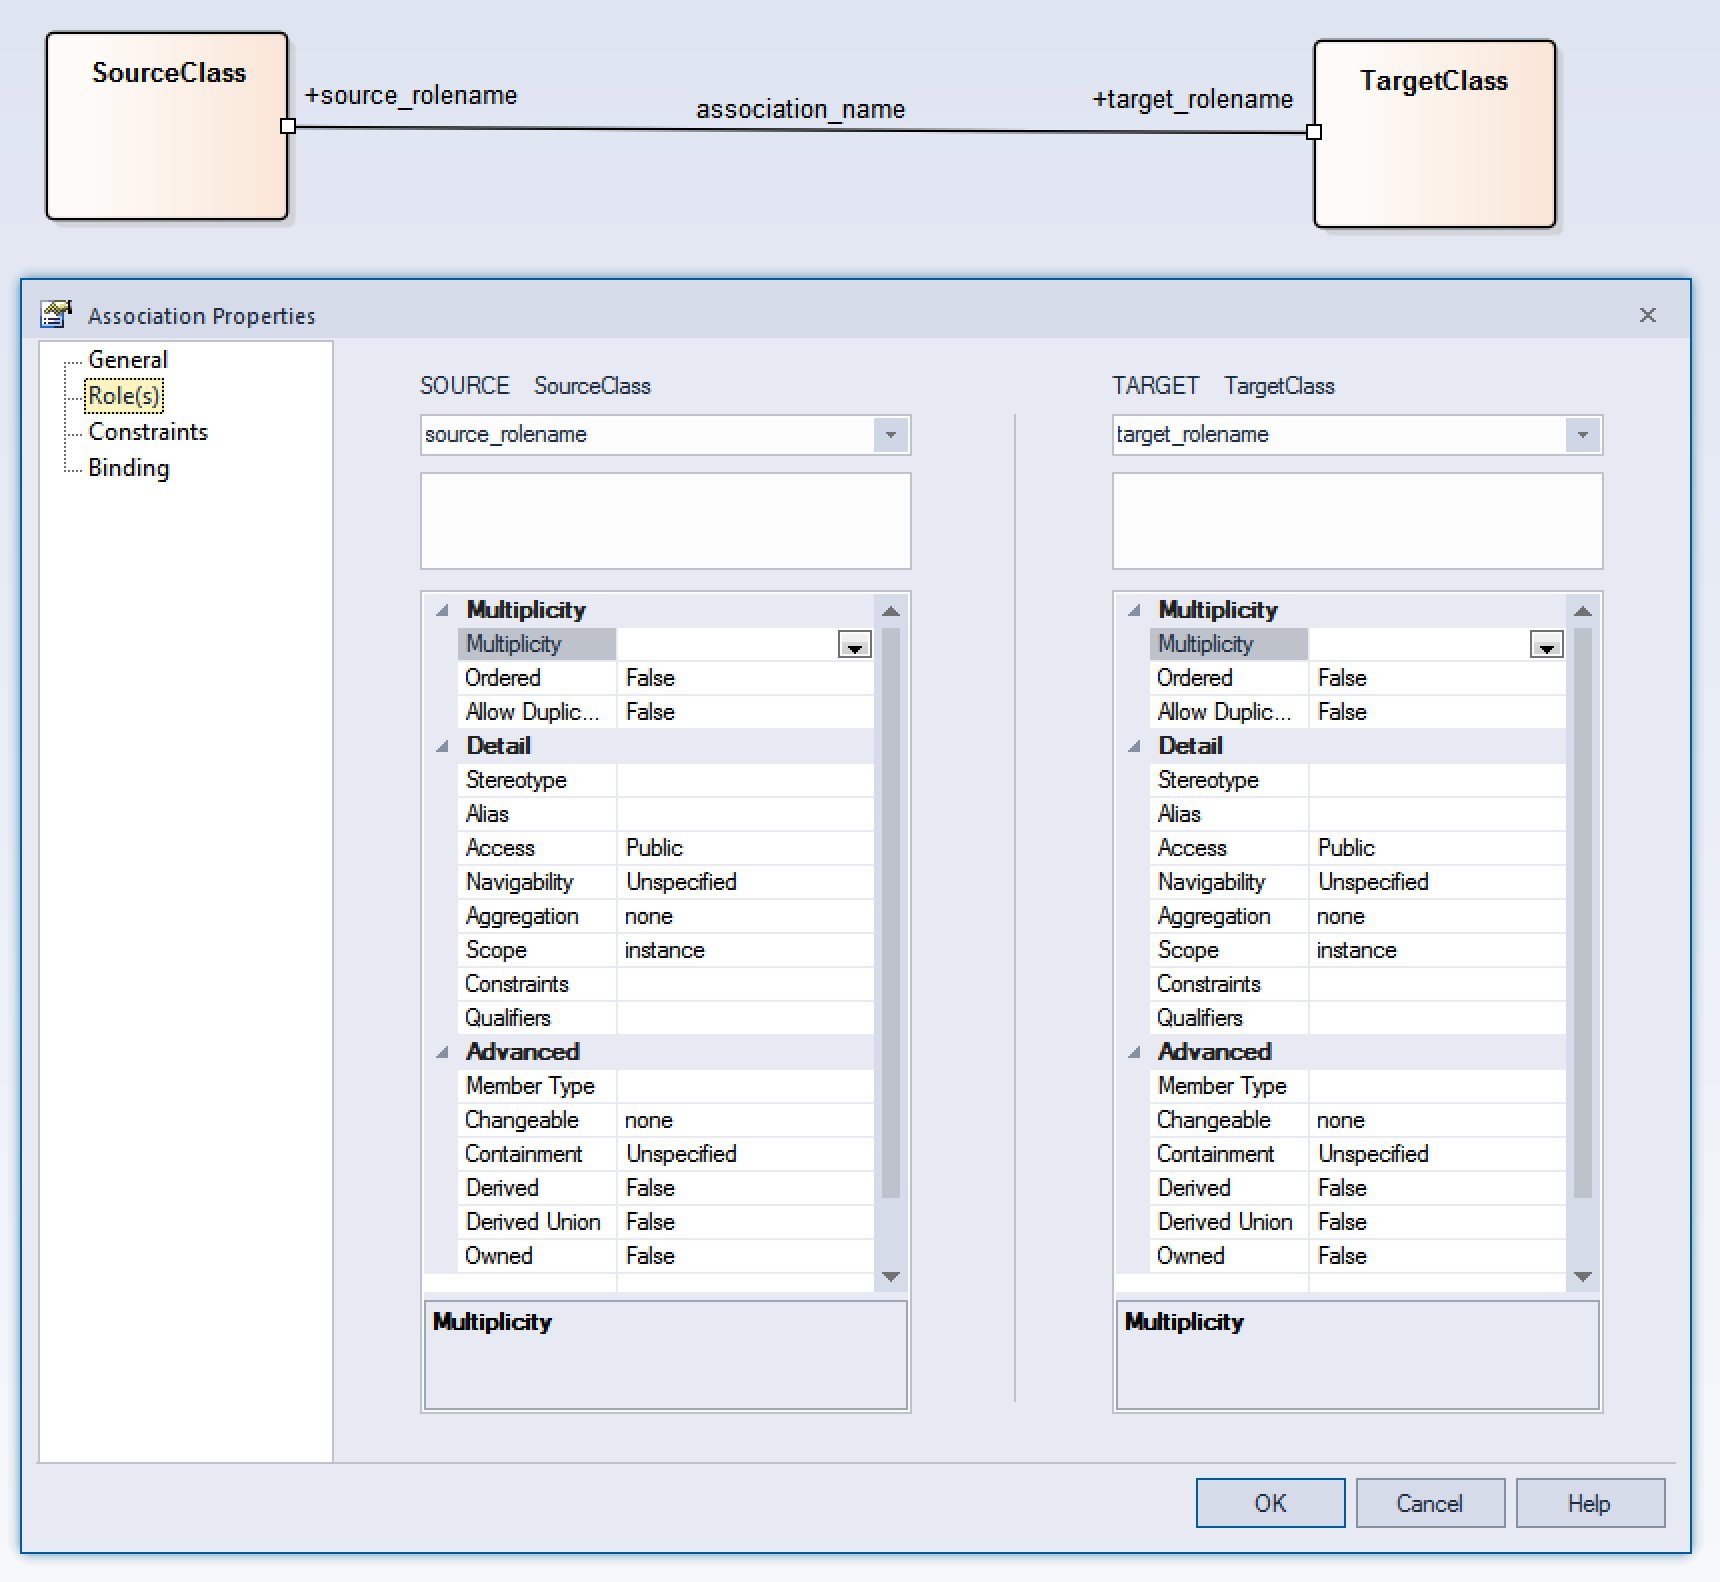 SourceClass
TargetClass
+source_rolename
association_name
+target_rolename
Association Properties
General
Role(s)
Constraints
Binding
SOURCE SourceClass
source_rolename
Multiplicity
Multiplicity
Ordered False
Allow Duplic... False
Detail
Stereotype
Alias
Access Public
Navigability Unspecified
Aggregation none
Scope instance
Constraints
Qualifiers
Advanced
Member Type
Changeable none
Containment Unspecified
Derived False
Derived Union False
Owned False
Multiplicity
TARGET TargetClass
target_rolename
Multiplicity
Multiplicity
Ordered False
Allow Duplic... False
Detail
Stereotype
Alias
Access Public
Navigability Unspecified
Aggregation none
Scope instance
Constraints
Qualifiers
Advanced
Member Type
Changeable none
Containment Unspecified
Derived False
Derived Union False
Owned False
Multiplicity
OK
Cancel
Help